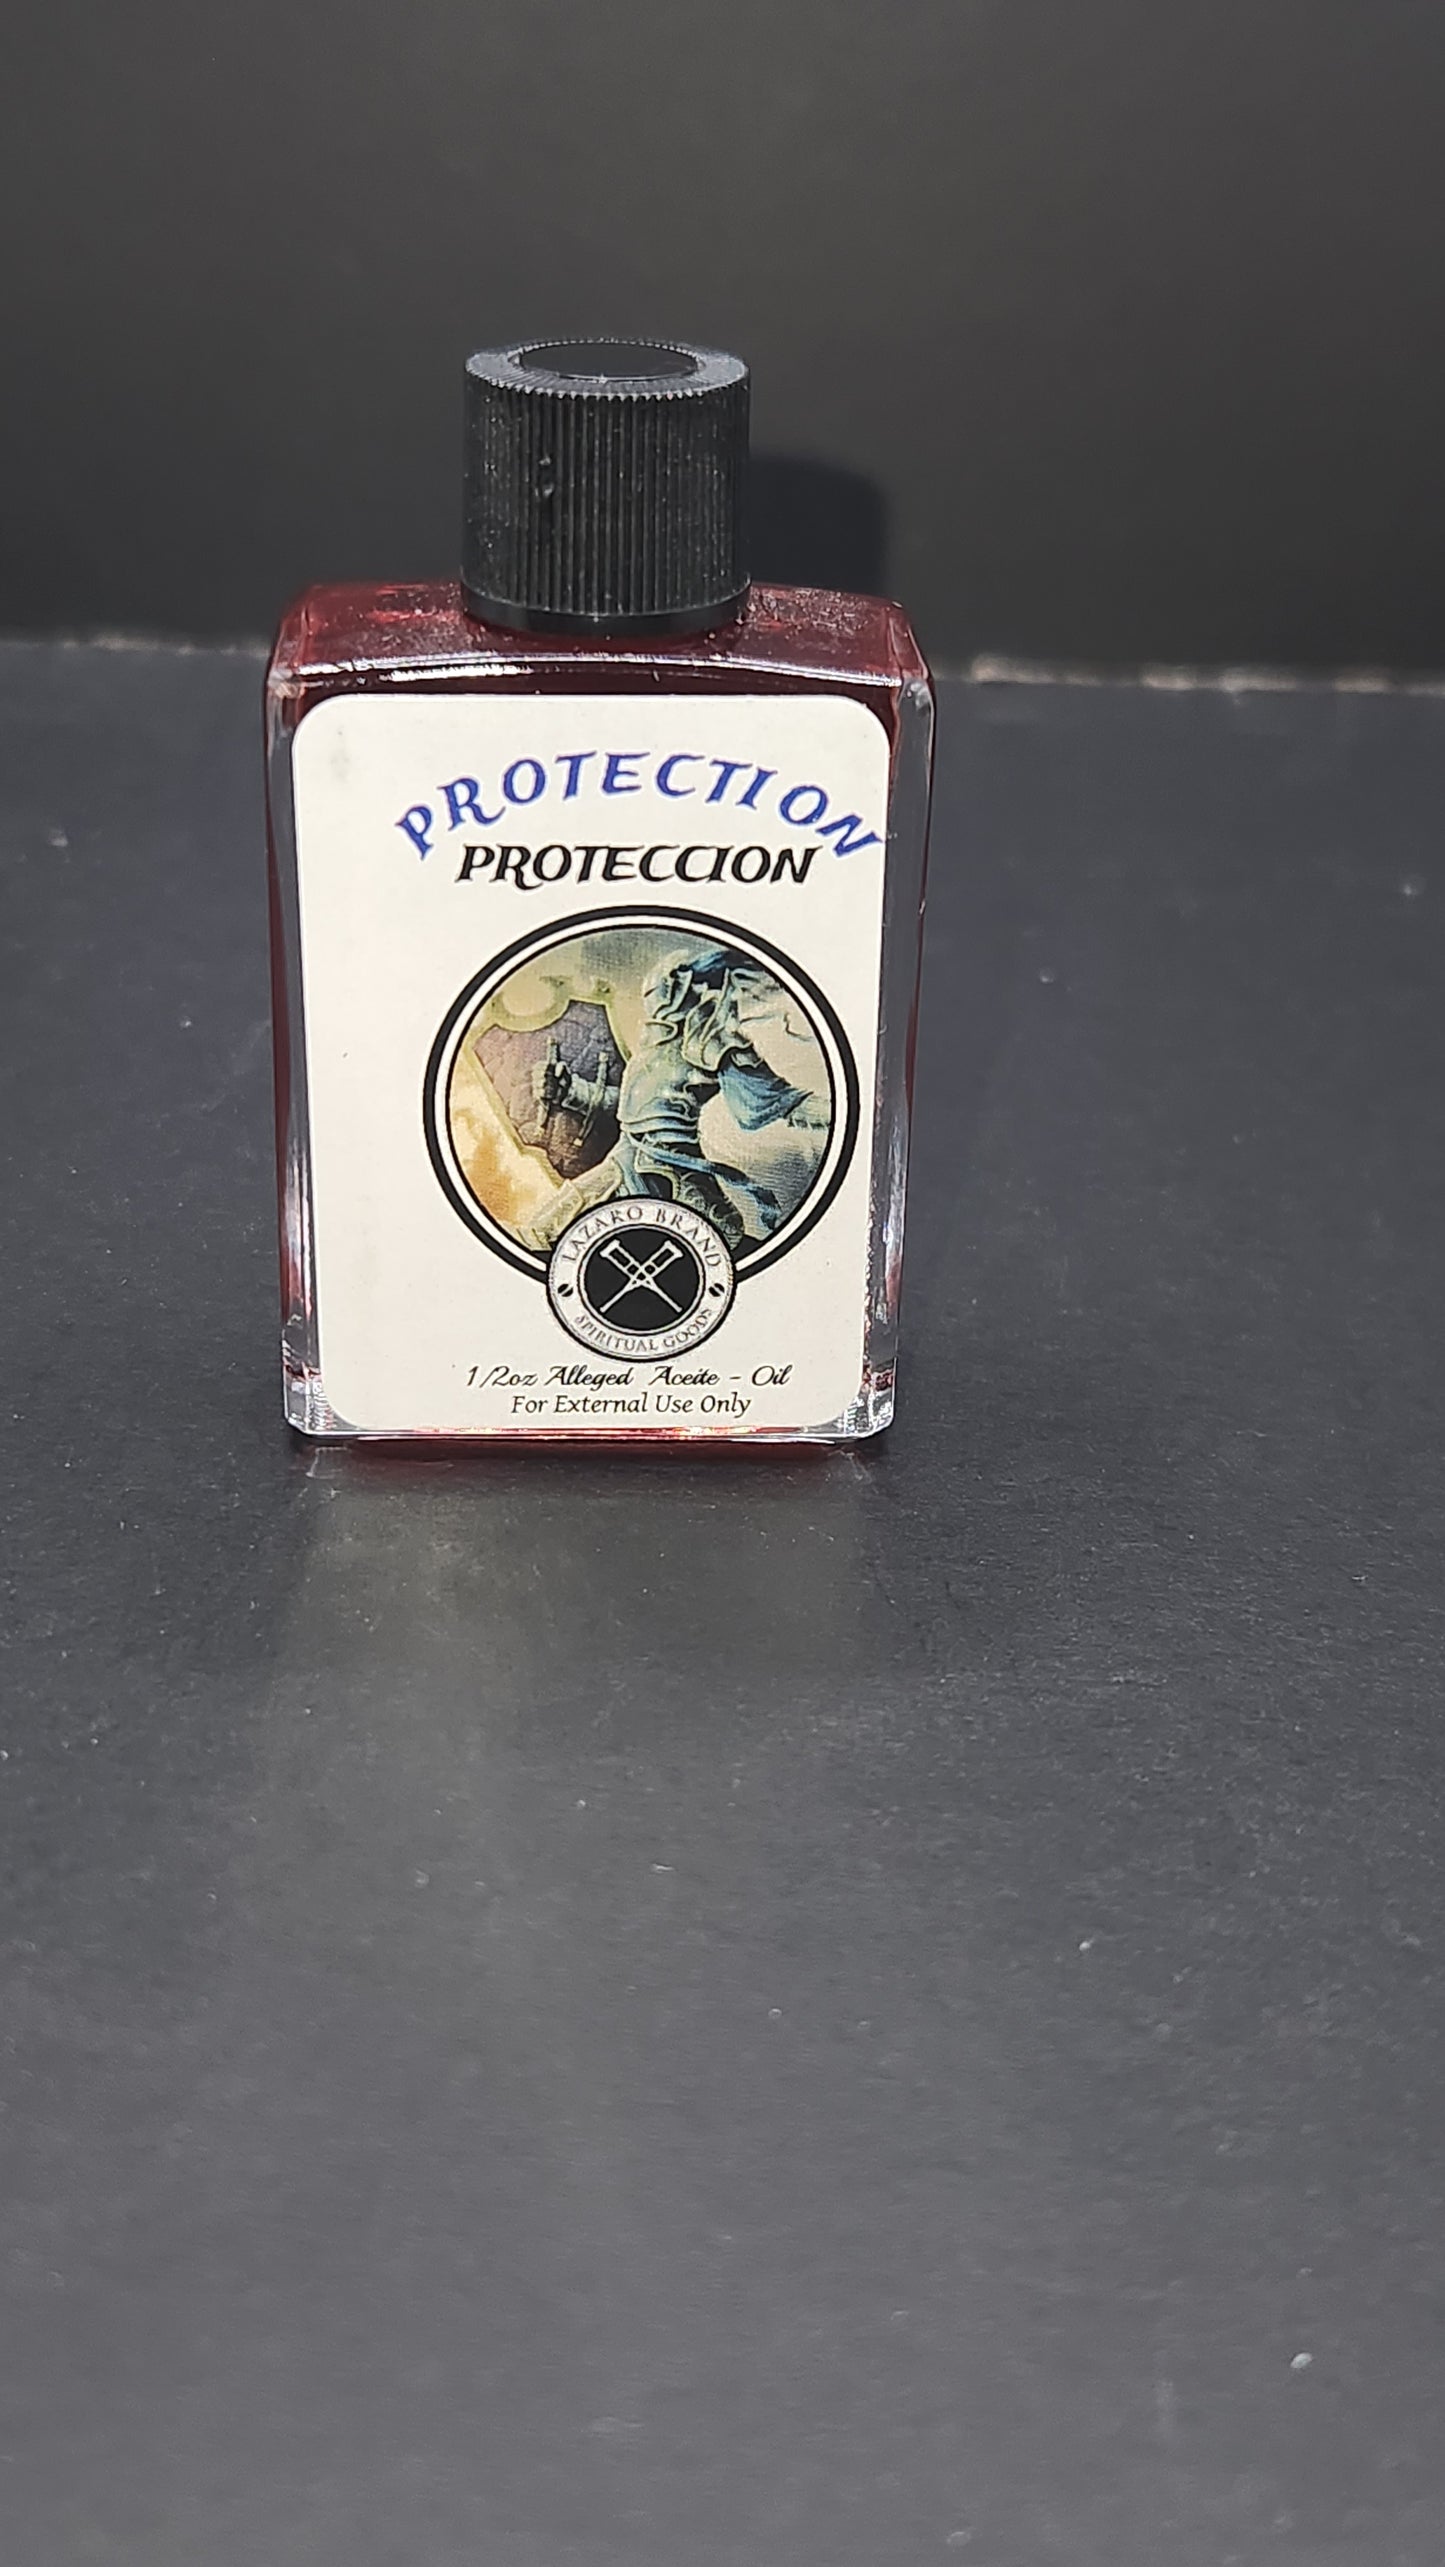 PROTECTION
PROTECCION
LAZARO BRAND
SPIRITUAL GOODS
1/2oz Alleged Aceite - Oil
For External Use Only